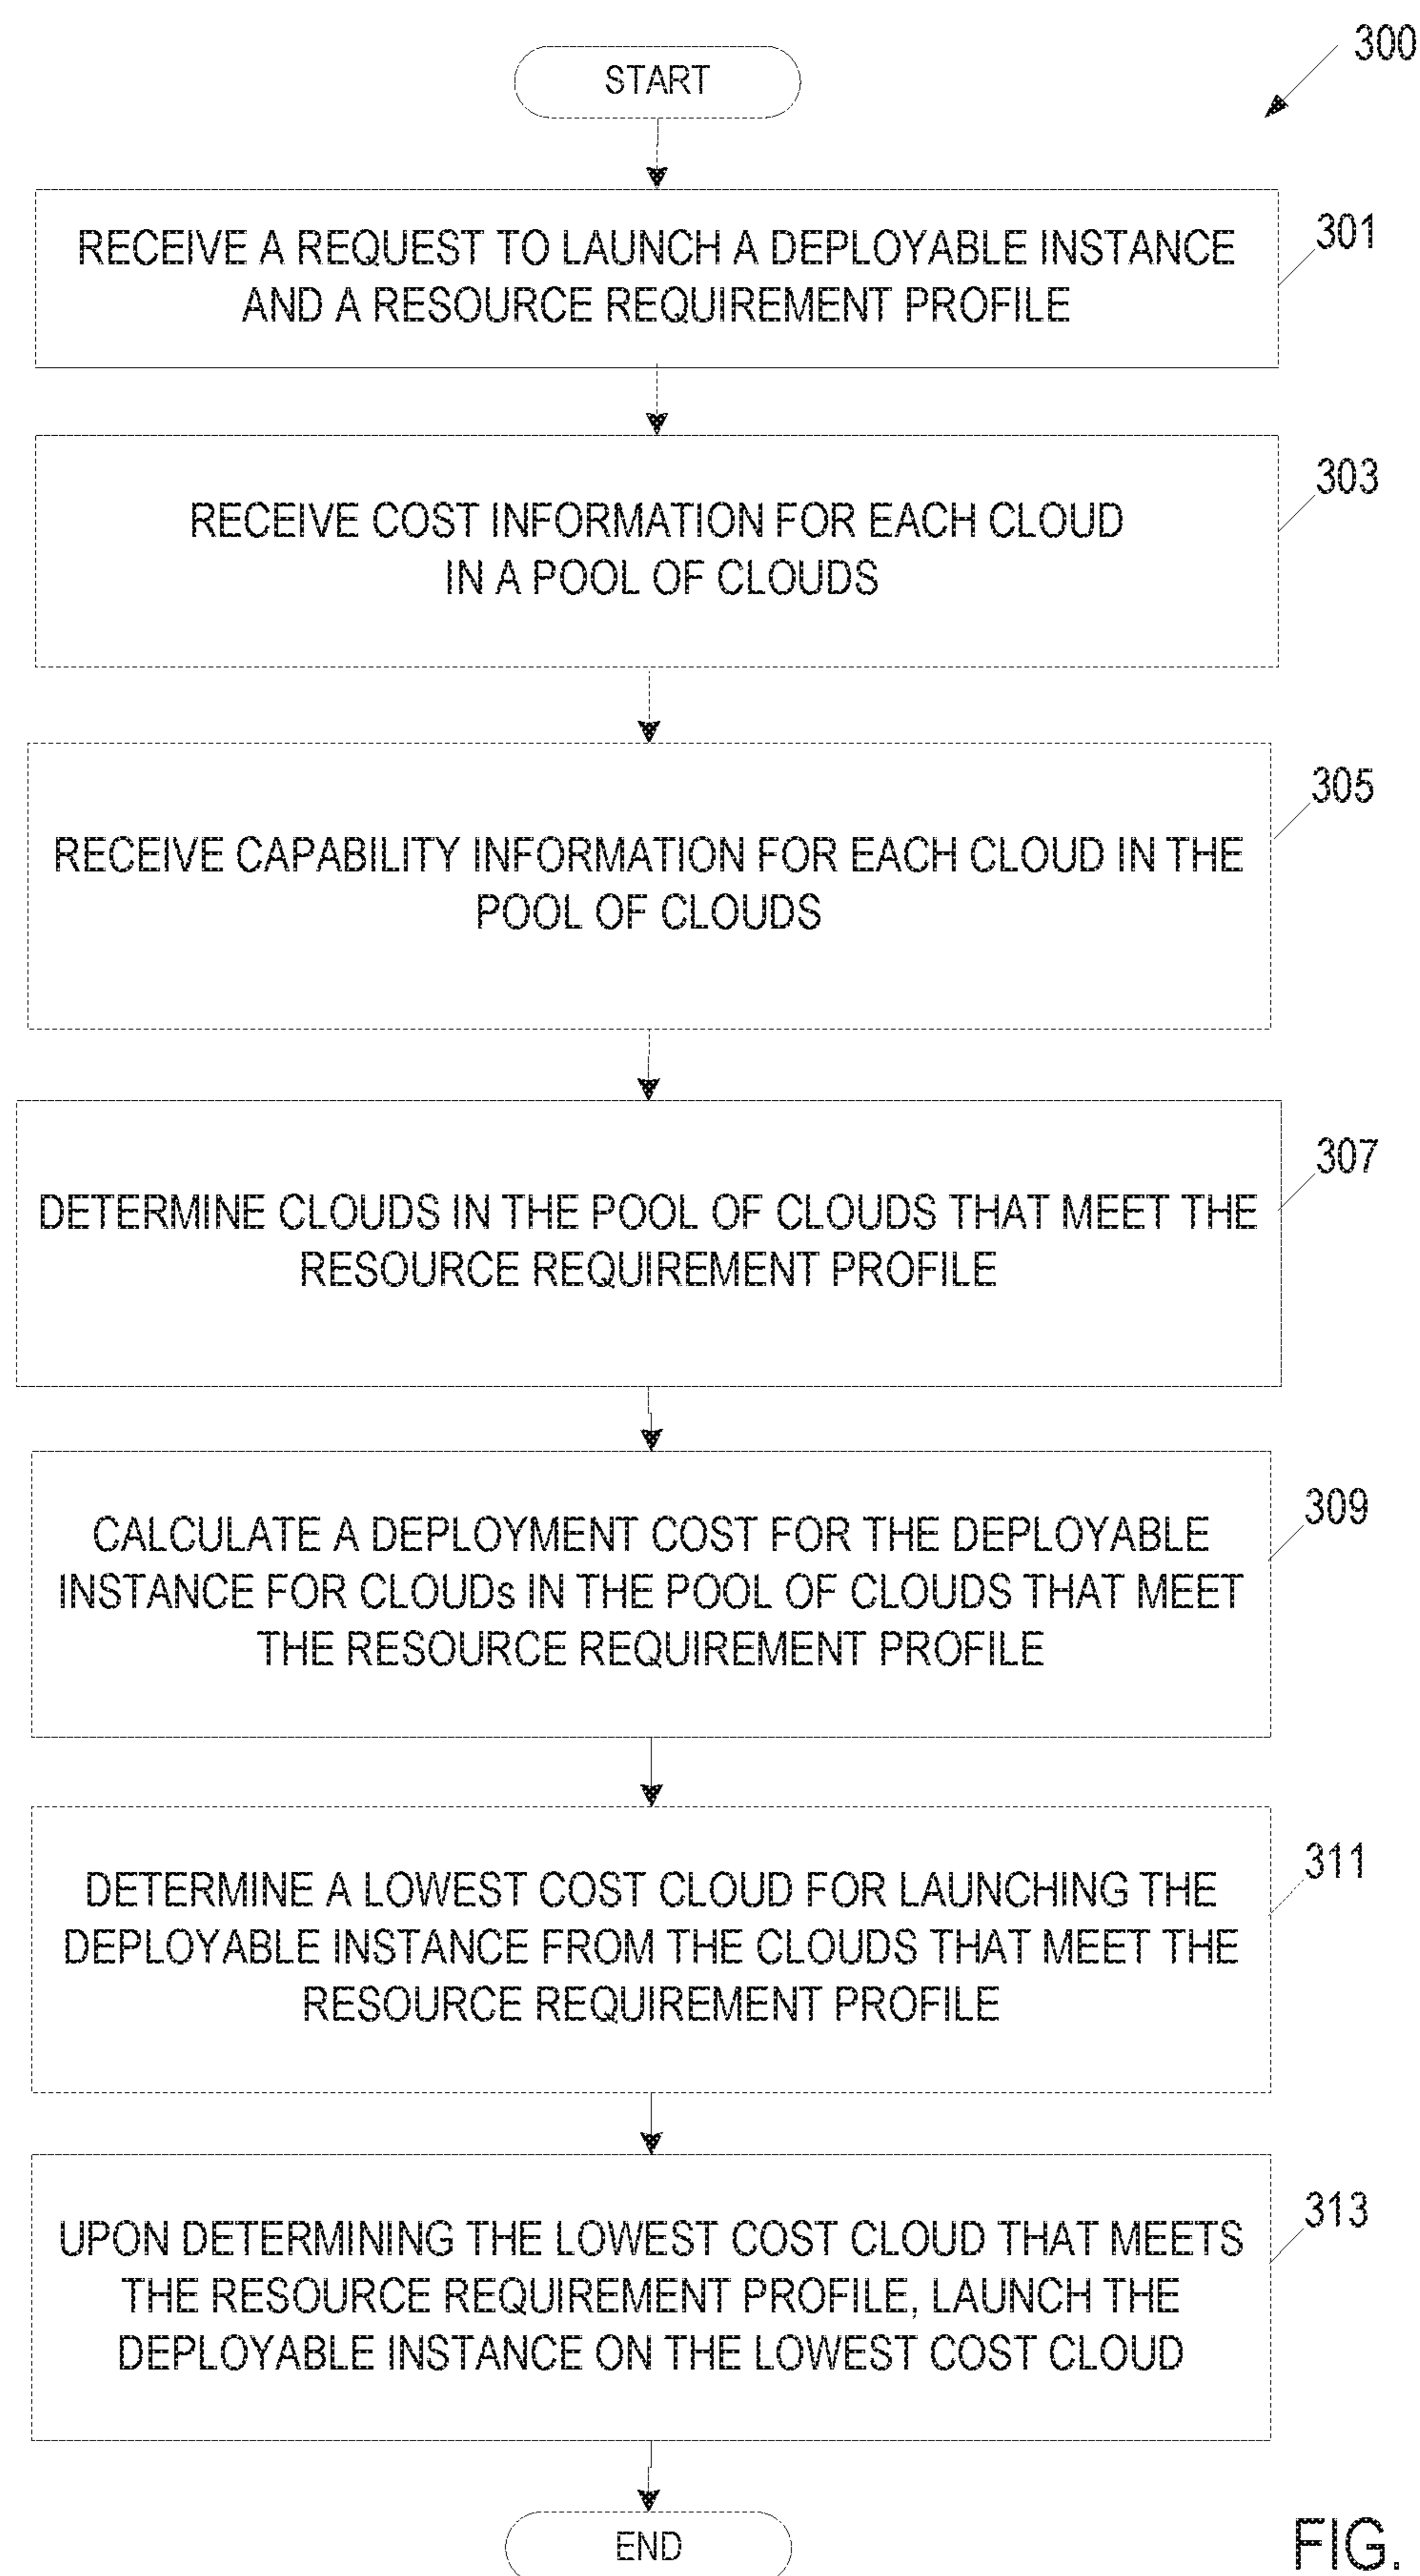 300
START
RECEIVE A REQUEST TO LAUNCH A DEPLOYABLE INSTANCE
AND A RESOURCE REQUIREMENT PROFILE
301
RECEIVE COST INFORMATION FOR EACH CLOUD
IN A POOL OF CLOUDS
303
RECEIVE CAPABILITY INFORMATION FOR EACH CLOUD IN THE
POOL OF CLOUDS
305
DETERMINE CLOUDS IN THE POOL OF CLOUDS THAT MEET THE
RESOURCE REQUIREMENT PROFILE
307
CALCULATE A DEPLOYMENT COST FOR THE DEPLOYABLE
INSTANCE FOR CLOUDs IN THE POOL OF CLOUDS THAT MEET
THE RESOURCE REQUIREMENT PROFILE
309
DETERMINE A LOWEST COST CLOUD FOR LAUNCHING THE
DEPLOYABLE INSTANCE FROM THE CLOUDS THAT MEET THE
RESOURCE REQUIREMENT PROFILE
311
UPON DETERMINING THE LOWEST COST CLOUD THAT MEETS
THE RESOURCE REQUIREMENT PROFILE, LAUNCH THE
DEPLOYABLE INSTANCE ON THE LOWEST COST CLOUD
313
END
FIG.